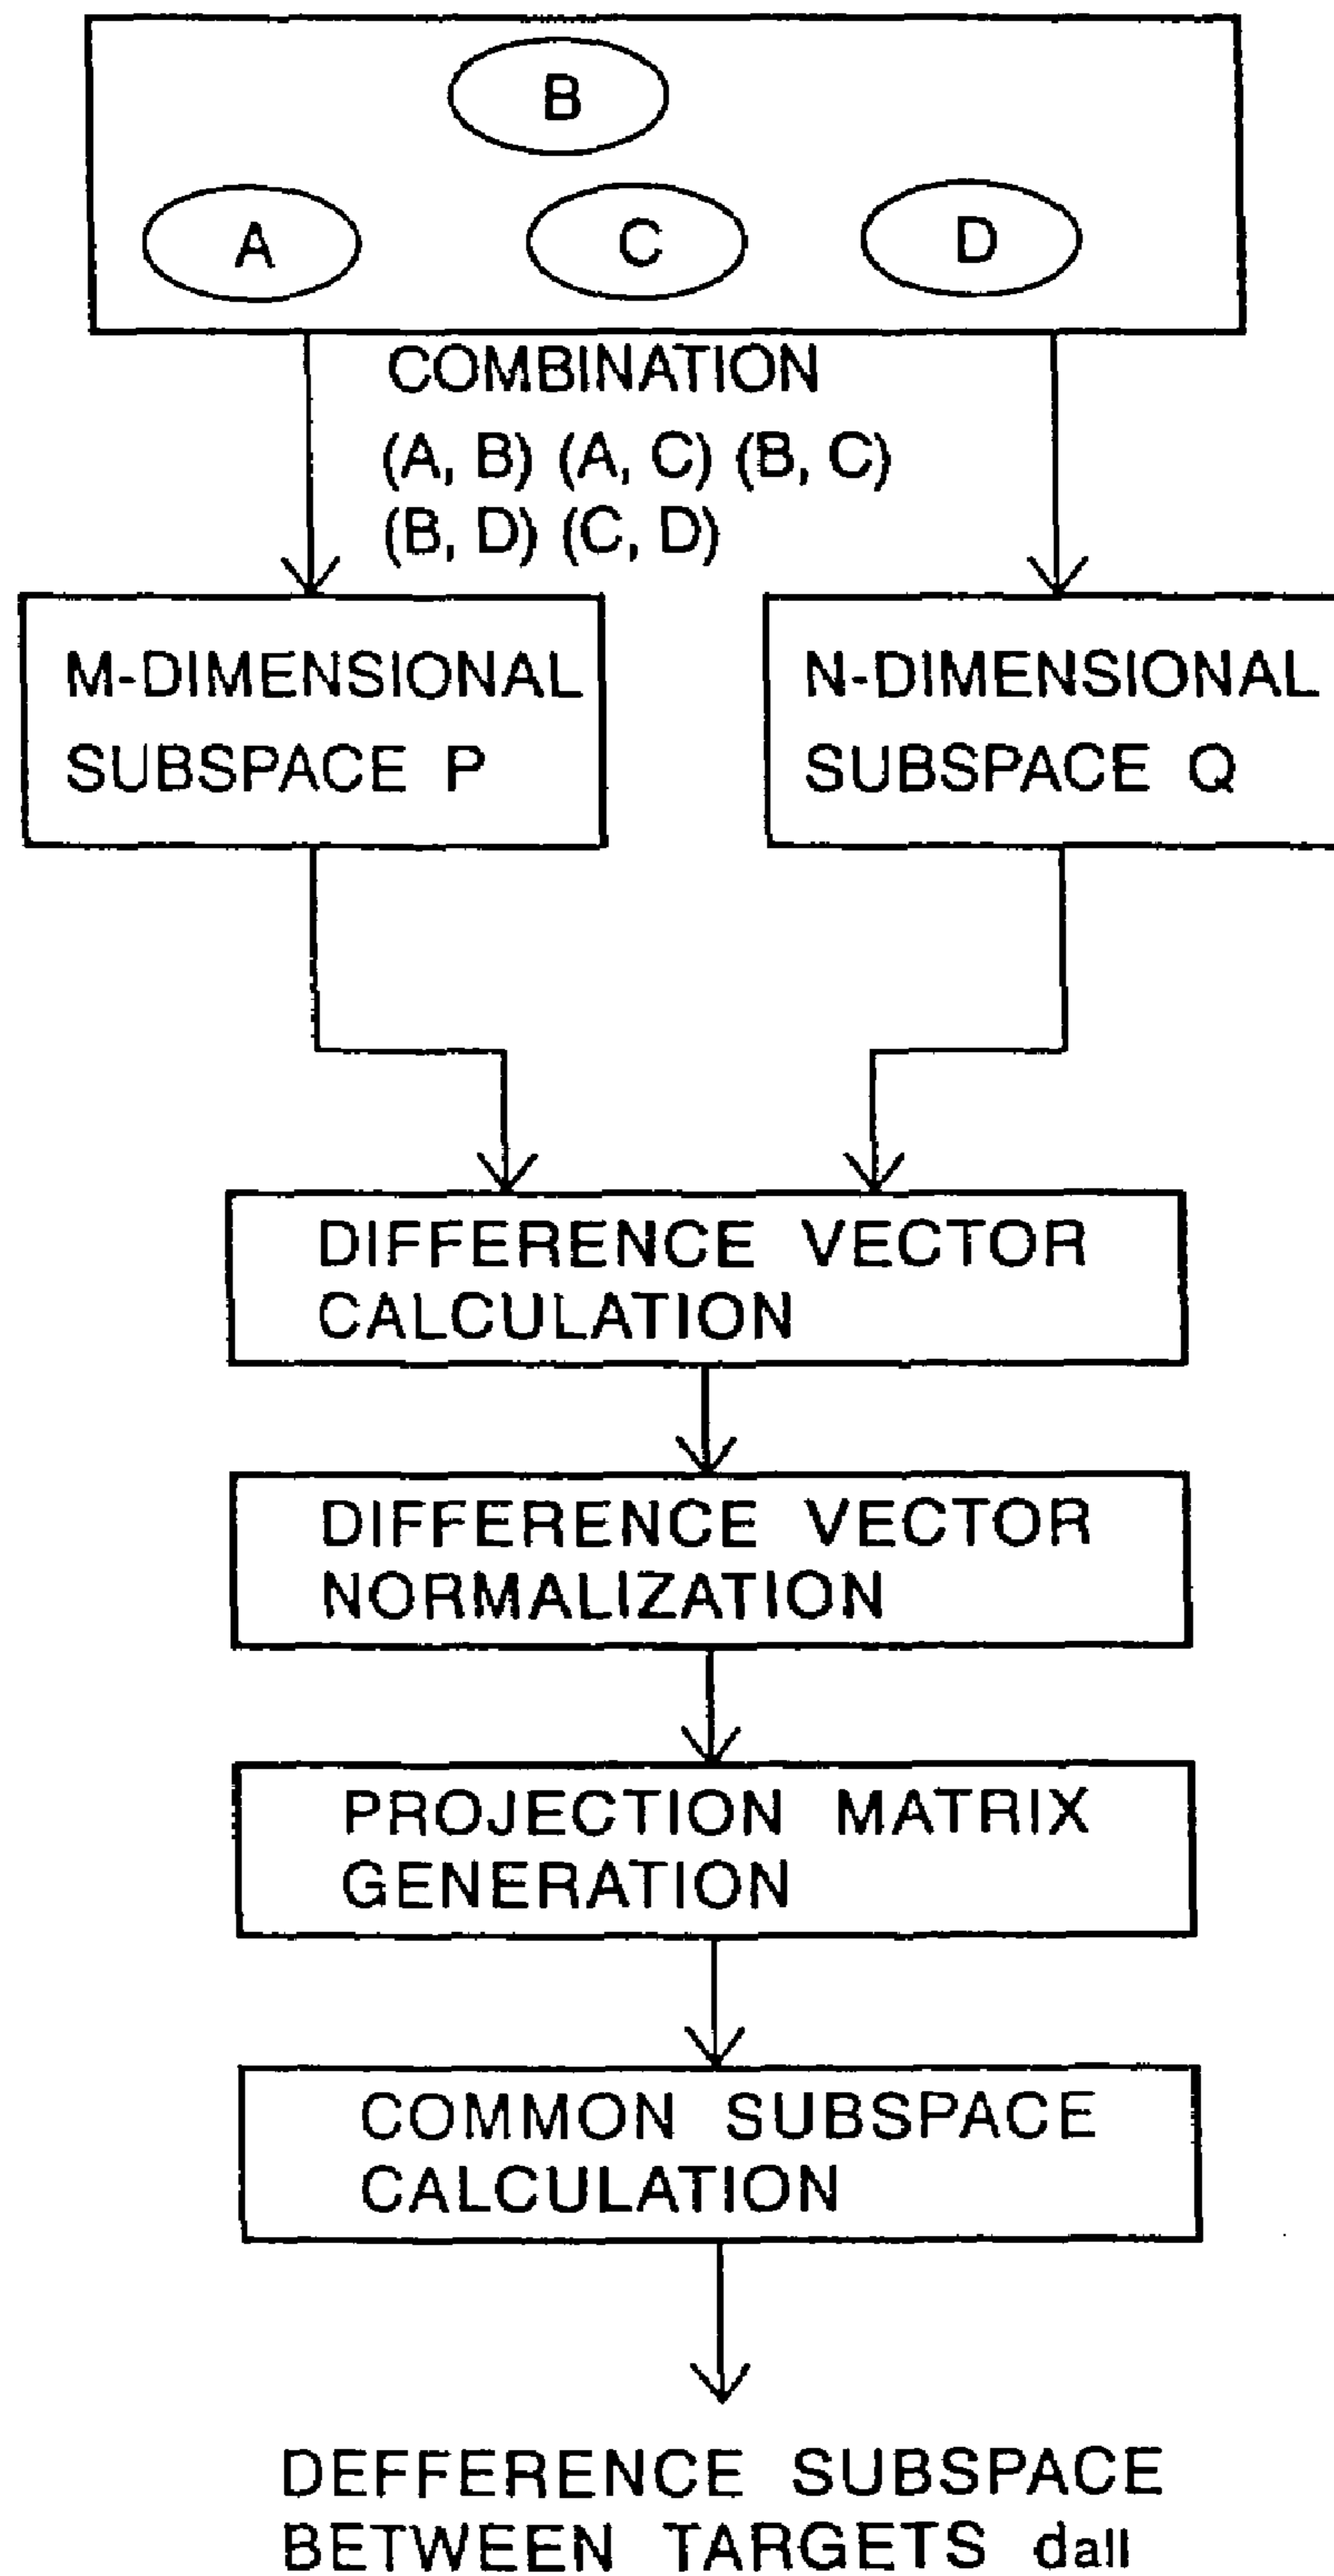 B
A C D
COMBINATION
(A, B) (A, C) (B, C)
(B, D) (C, D)
M-DIMENSIONAL
SUBSPACE P
N-DIMENSIONAL
SUBSPACE Q
DIFFERENCE VECTOR
CALCULATION
DIFFERENCE VECTOR
NORMALIZATION
PROJECTION MATRIX
GENERATION
COMMON SUBSPACE
CALCULATION
DEFFERENCE SUBSPACE
BETWEEN TARGETS dall